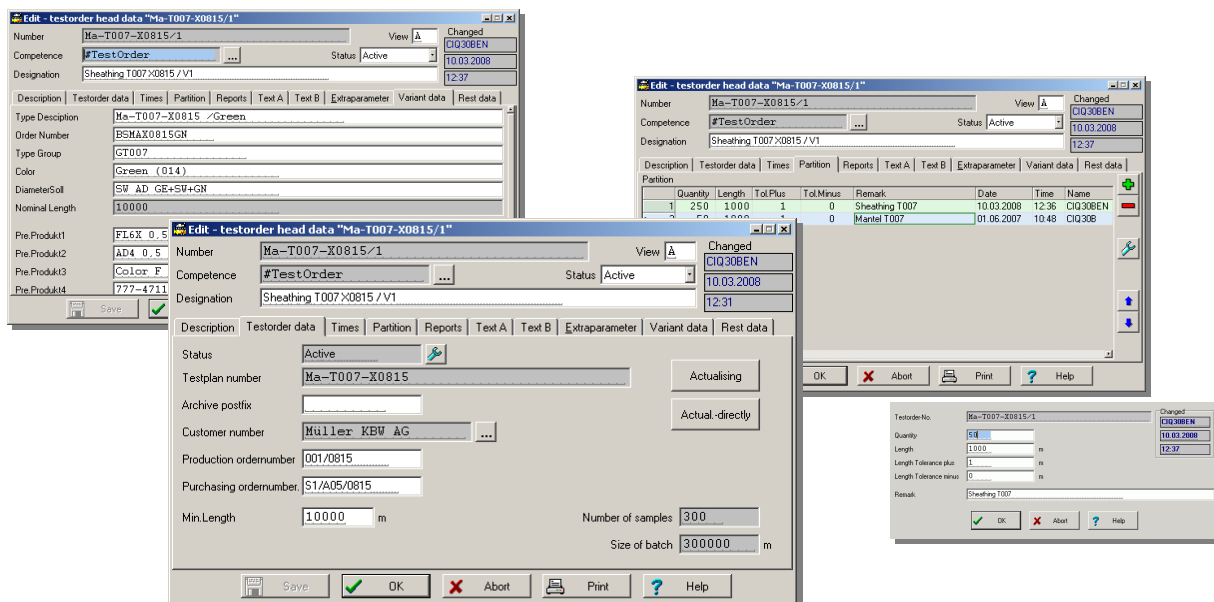 Edit - testorder head data "Ma-T007-X0815/1"
Number Ma-T007-X0815/1 View A Changed
CIQ30BEN
Competence #TestOrder ... Status Active 10.03.2008
Designation Sheathing T007 X0815 / V1 12:37
Description Testorder data Times Partition Reports Text A Text B Extraparameter Variant data Rest data
Type Desciption Ma-T007-X0815 /Green
Order Number BSMAX0815GN
Type Group GT007
Color Green (014)
DiameterSoll SW AD GE+SW+GN
Nominal Length 10000
Pre.Produkt1 FL6X 0,5
Pre.Produkt2 AD4 0,5
Pre.Produkt3 Color F
Pre.Produkt4 777-4711
Save
Edit - testorder head data "Ma-T007-X0815/1"
Number Ma-T007-X0815/1 View A Changed
CIQ30BEN
Competence #TestOrder ... Status Active 10.03.2008
Designation Sheathing T007 X0815 / V1 12:37
Description Testorder data Times Partition Reports Text A Text B Extraparameter Variant data Rest data
Partition
Quantity Length Tol.Plus Tol.Minus Remark Date Time Name
1 250 1000 1 0 Sheathing T007 10.03.2008 12:36 CIQ30BEN
2 50 1000 1 0 Mantel T007 01.06.2007 10:48 CIQ30B
OK Abort Print Help
Edit - testorder head data "Ma-T007-X0815/1"
Number Ma-T007-X0815/1 View A Changed
CIQ30BEN
Competence #TestOrder ... Status Active 10.03.2008
Designation Sheathing T007 X0815 / V1 12:31
Description Testorder data Times Partition Reports Text A Text B Extraparameter Variant data Rest data
Status Active
Testplan number Ma-T007-X0815 Actualising
Archive postfix
Actual.-directly
Customer number Müller KBW AG ...
Production ordernumber 001/0815
Purchasing ordernumber. S1/A05/0815
Min.Length 10000 m Number of samples 300
Size of batch 300000 m
Save OK Abort Print Help
Testorder-No. Ma-T007-X0815/1 Changed
CIQ30BEN
Quantity 50 10.03.2008
Length 1000 m 12:37
Length Tolerance plus 1 m
Length Tolerance minus 0 m
Remark Sheathing T007
OK Abort Help